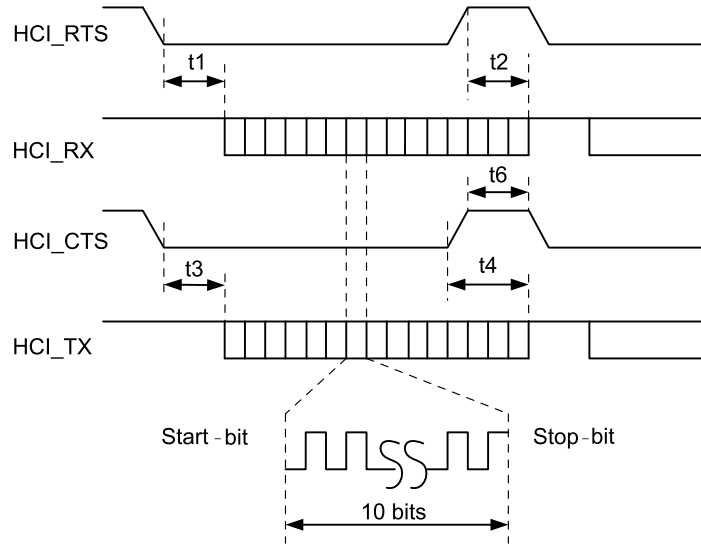 HCI_RTS
t1
t2
HCI_RX
t6
HCI_CTS
t3
t4
HCI_TX
Start-bit
Stop-bit
10 bits